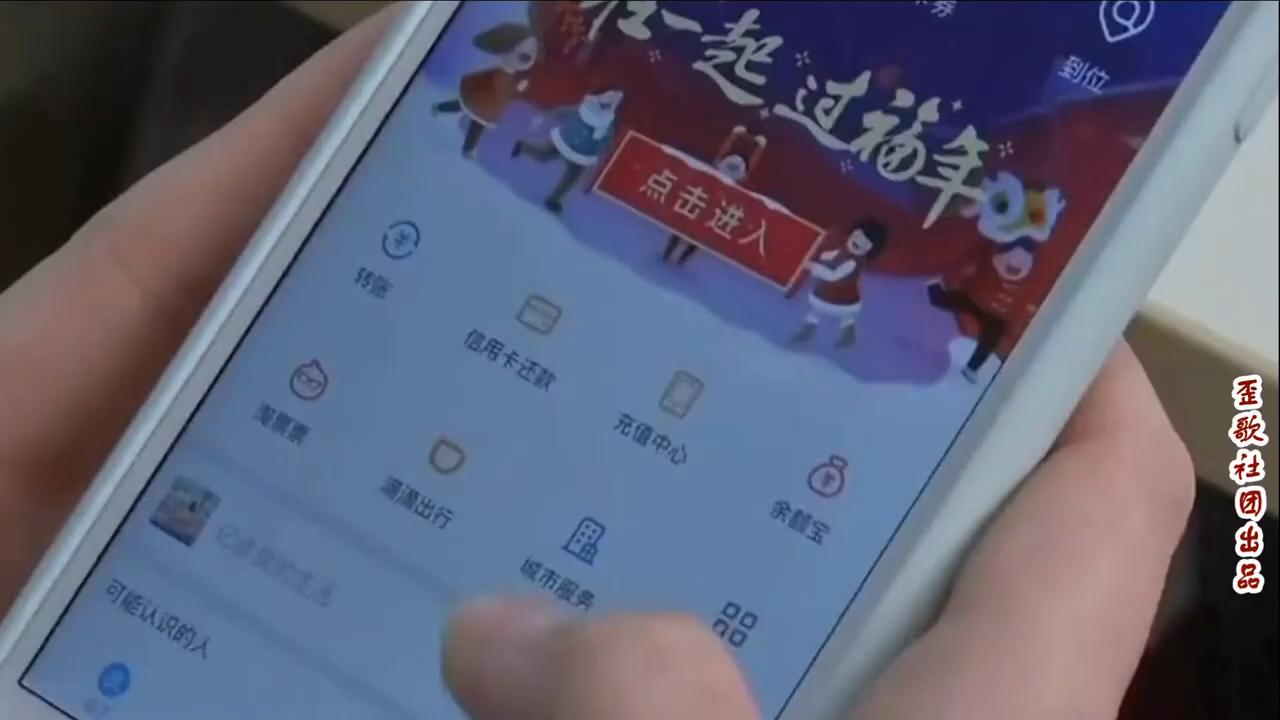 在一起 过福年
到位
点击进入
转账
信用卡还款
充值中心
余额宝
淘票票
滴滴出行
城市服务
可能认识的人
歪歌社团出品